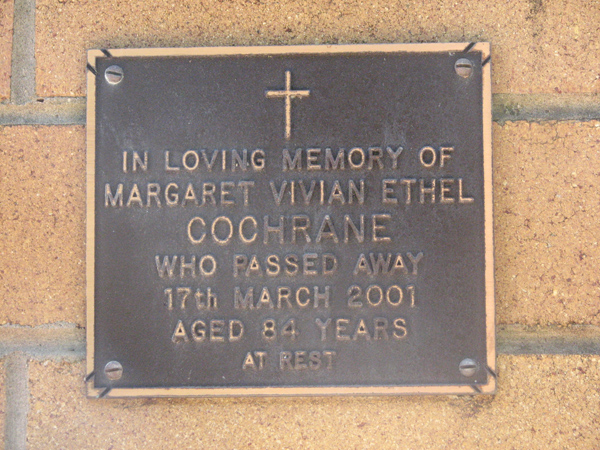 IN LOVING MEMORY OF
MARGARET VIVIAN ETHEL
COCHRANE
WHO PASSED AWAY
17th MARCH 2001
AGED 84 YEARS
AT REST